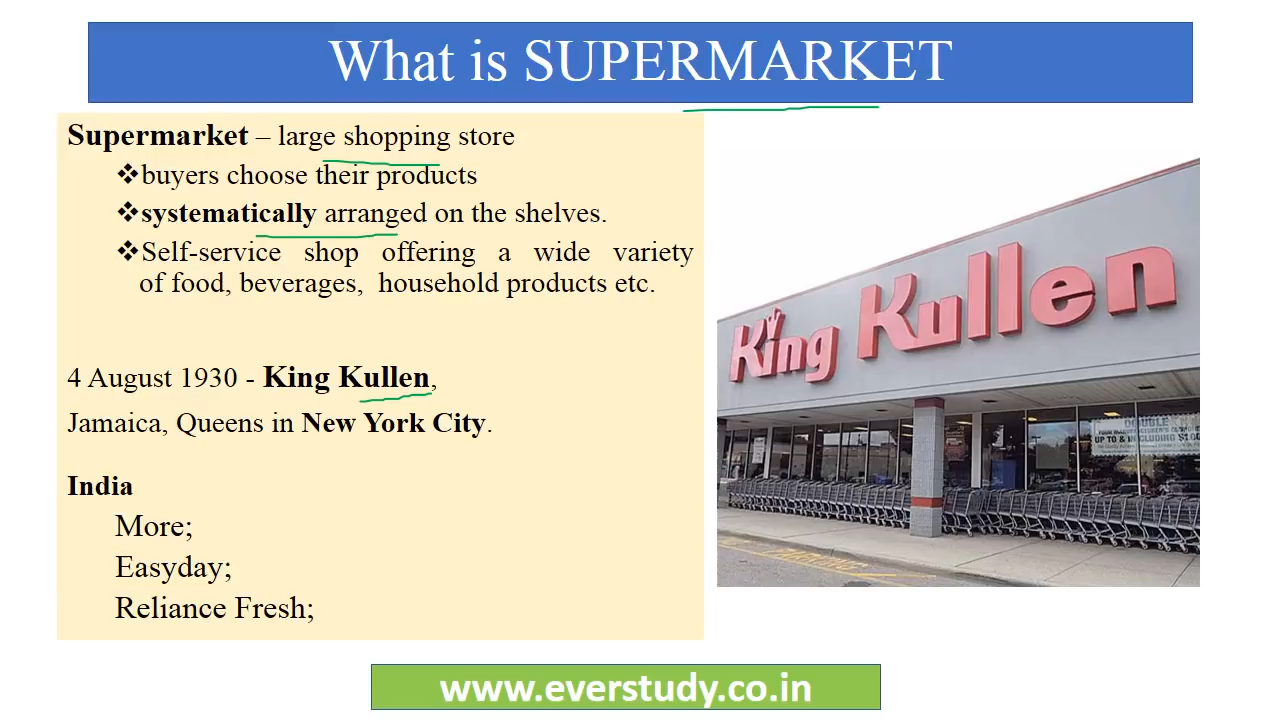 What is SUPERMARKET
Supermarket – large shopping store
❖buyers choose their products
❖systematically arranged on the shelves.
❖Self-service shop offering a wide variety
of food, beverages, household products etc.
4 August 1930 - King Kullen,
Jamaica, Queens in New York City.
India
More;
Easyday;
Reliance Fresh;
King Kullen
DOUBLE
UP TO & INCLUDING $1.00
www.everstudy.co.in